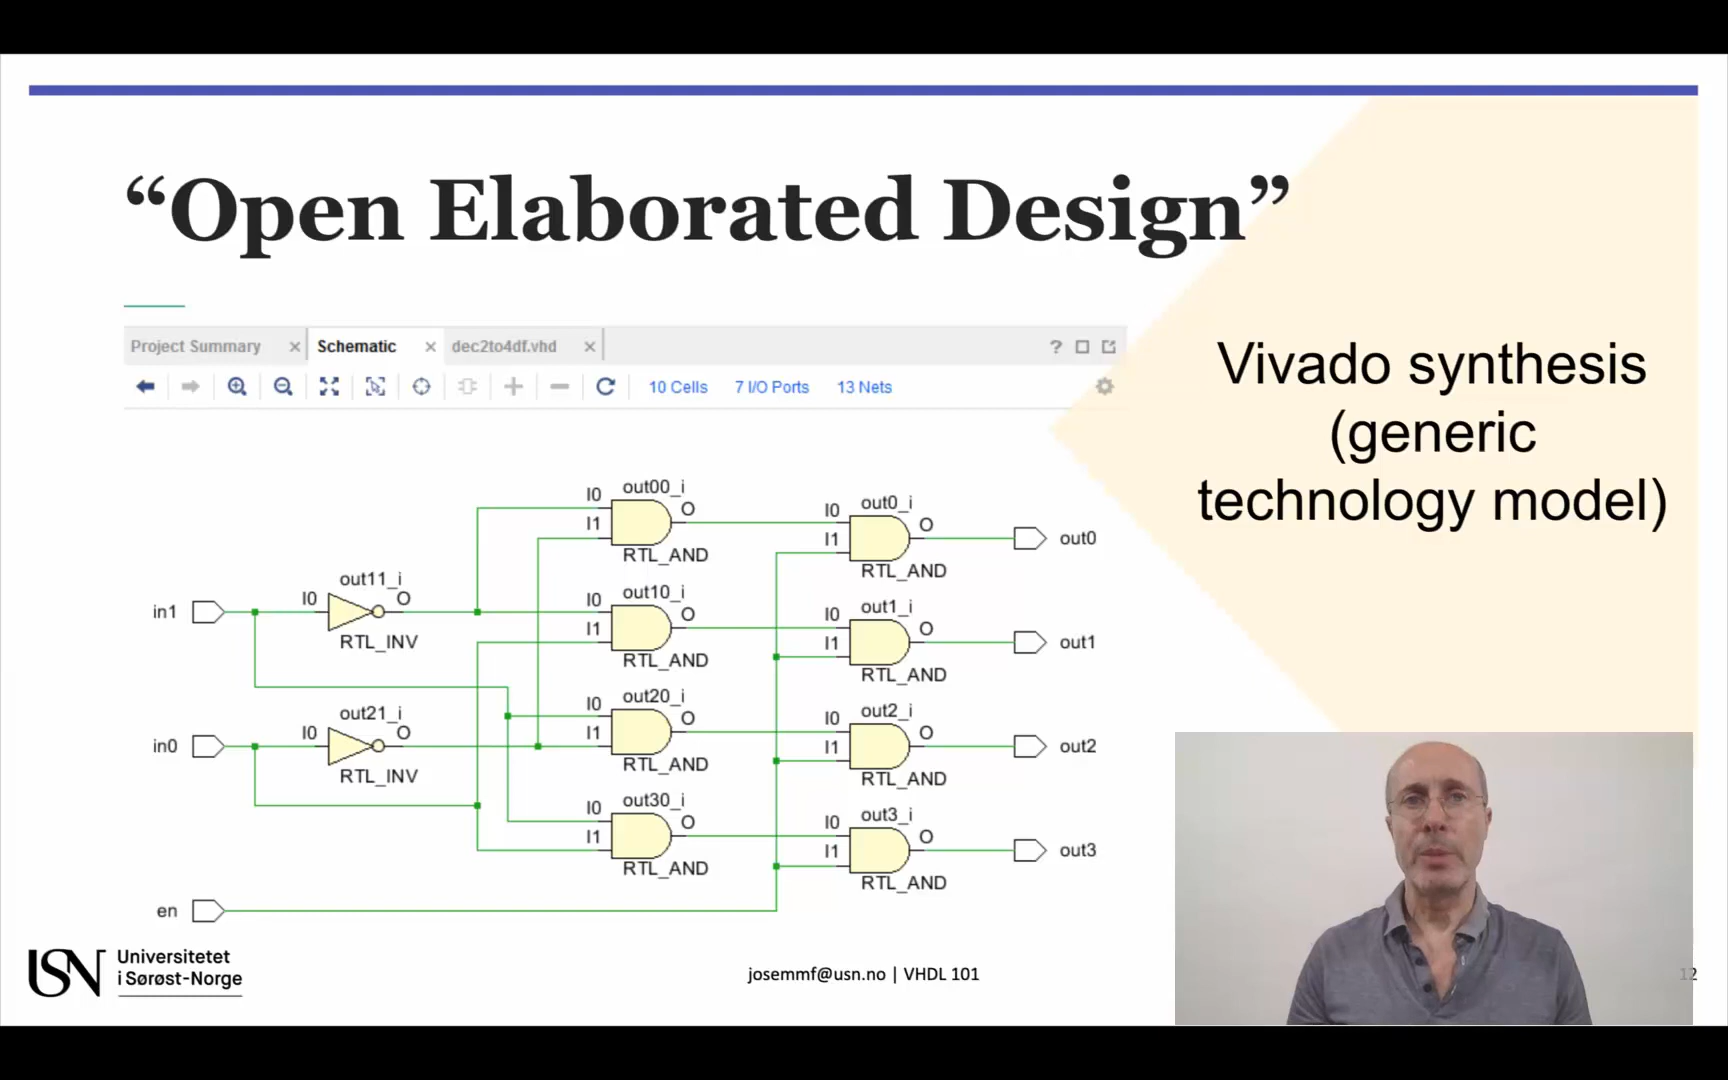 “Open Elaborated Design”
Project Summary
Schematic
dec2to4df.vhd
10 Cells
7 I/O Ports
13 Nets
Vivado synthesis
(generic
technology model)
out00_i
I0
O
I1
RTL_AND
out0_i
I0
O
I1
out0
RTL_AND
out11_i
I0
O
in1
RTL_INV
out10_i
I0
O
I1
RTL_AND
out1_i
I0
O
I1
out1
RTL_AND
out21_i
I0
O
in0
RTL_INV
out20_i
I0
O
I1
RTL_AND
out2_i
I0
O
I1
out2
RTL_AND
out30_i
I0
O
I1
RTL_AND
out3_i
I0
O
I1
out3
RTL_AND
en
USN
Universitetet
i Sørøst-Norge
josemmf@usn.no | VHDL 101
12